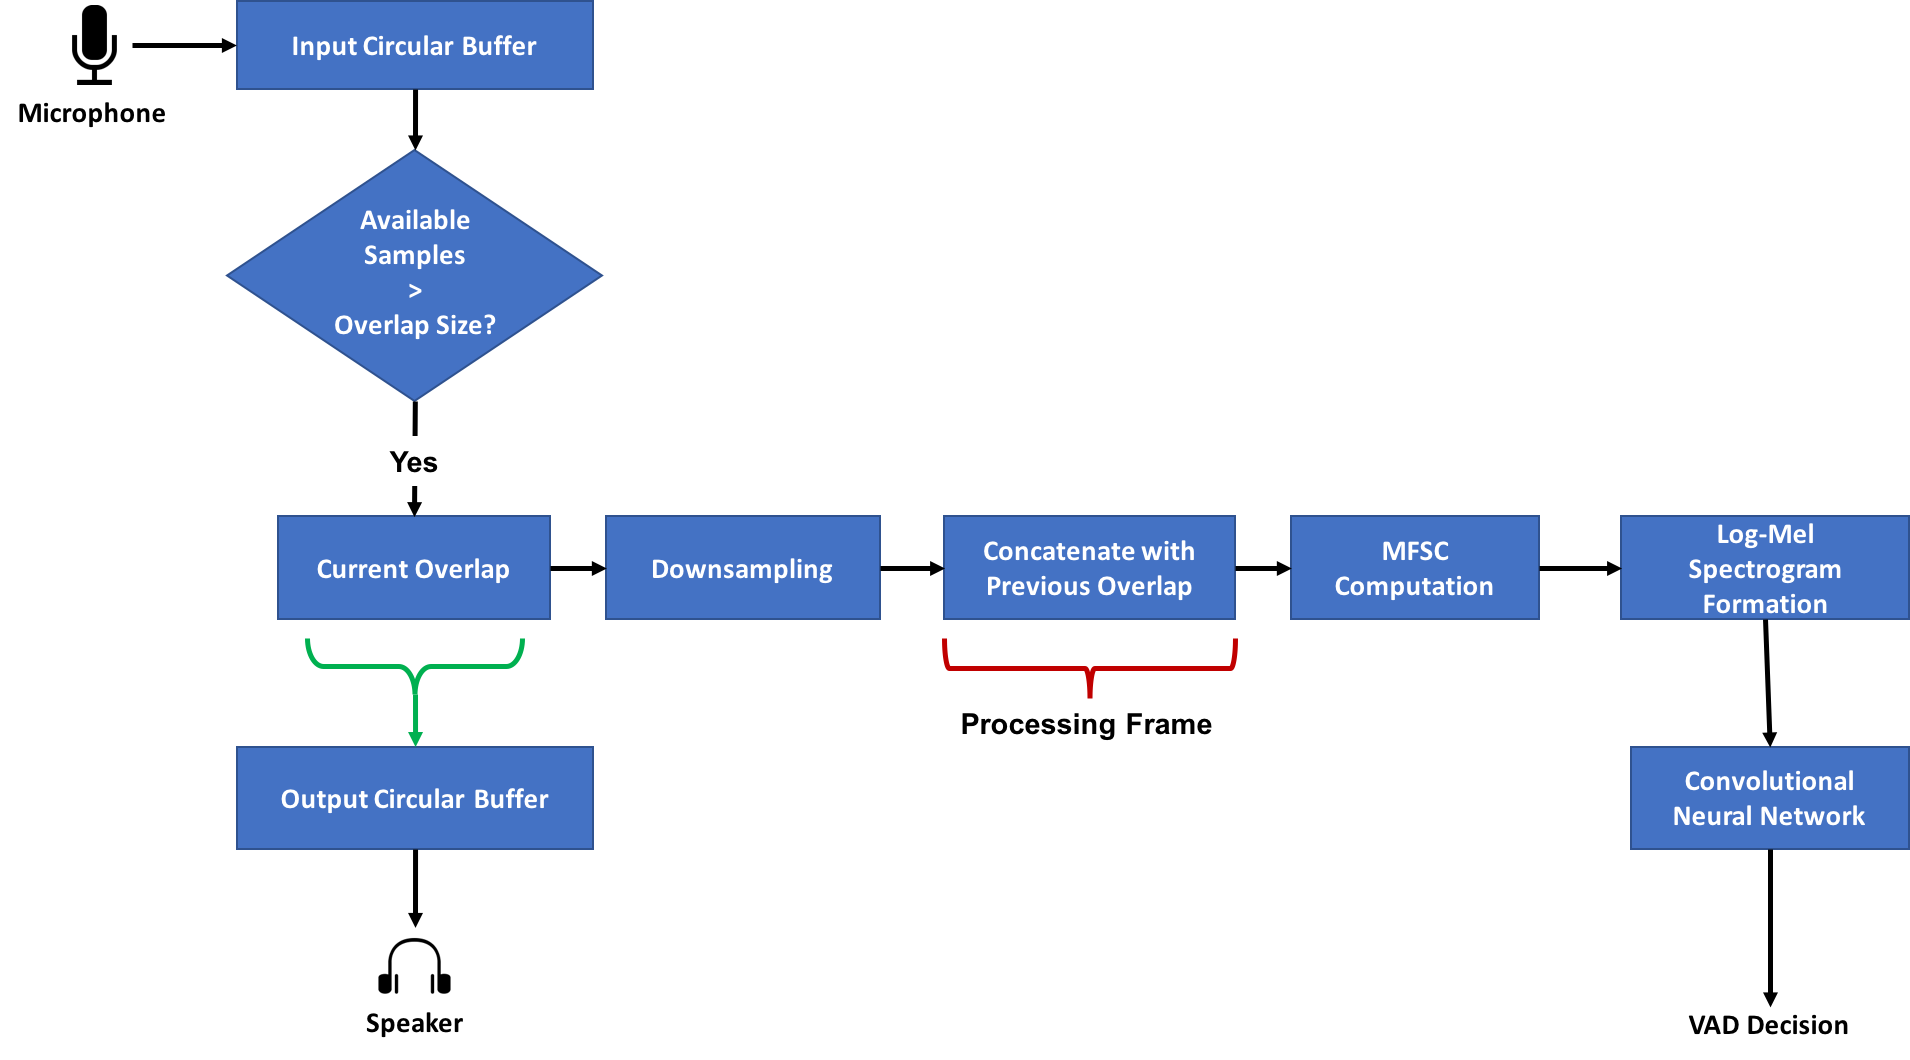 Input Circular Buffer
Microphone
Available
Samples
>
Overlap Size?
Yes
Current Overlap
Downsampling
Concatenate with
Previous Overlap
MFSC
Computation
Log-Mel
Spectrogram
Formation
Processing Frame
Output Circular Buffer
Convolutional
Neural Network
Speaker
VAD Decision